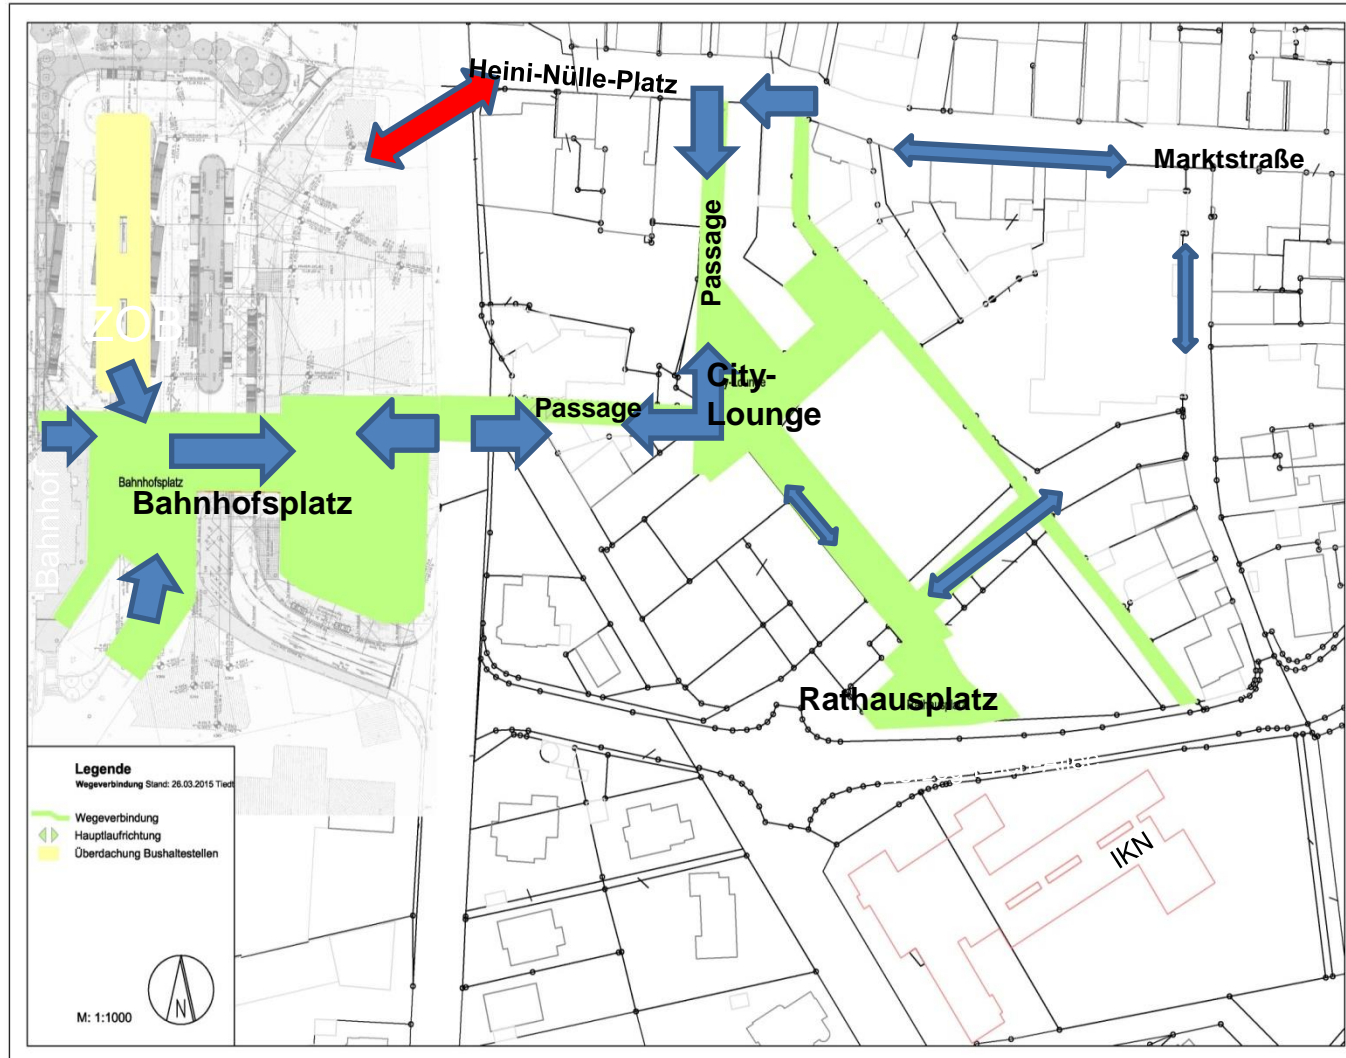 Heini-Nülle-Platz
Marktstraße
Passage
ZOB
City-
Lounge
Passage
Bahnhofsplatz
Bahnhofsplatz
Bahnhof
Rathausplatz
IKN
Legende
Wegeverbindung Stand: 26.03.2015 Tiedt
Wegeverbindung
Hauptlaufrichtung
Überdachung Bushaltestellen
N
M: 1:1000